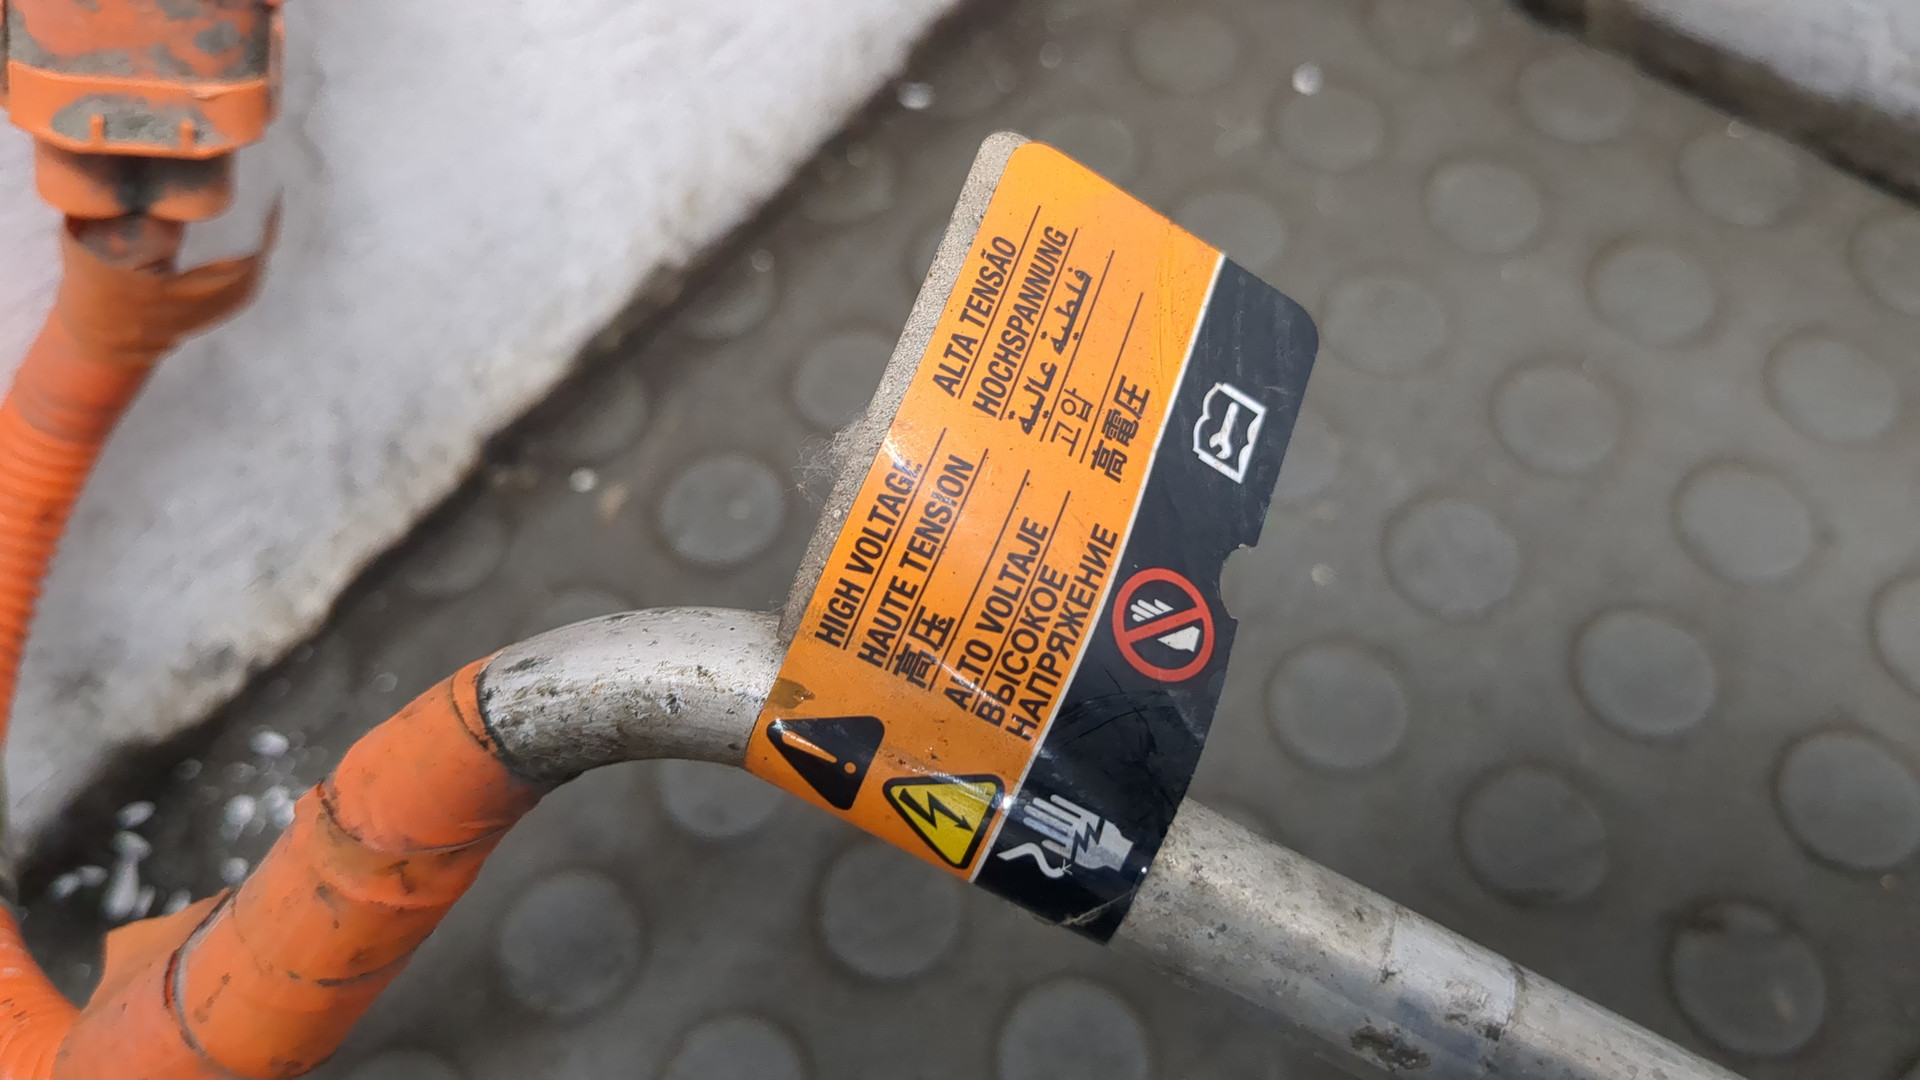 HIGH VOLTAGE
HAUTE TENSION
高压
ALTO VOLTAJE
ВЫСОКОЕ
НАПРЯЖЕНИЕ
ALTA TENSÃO
HOCHSPANNUNG
فلطية عالية
고압
高電圧